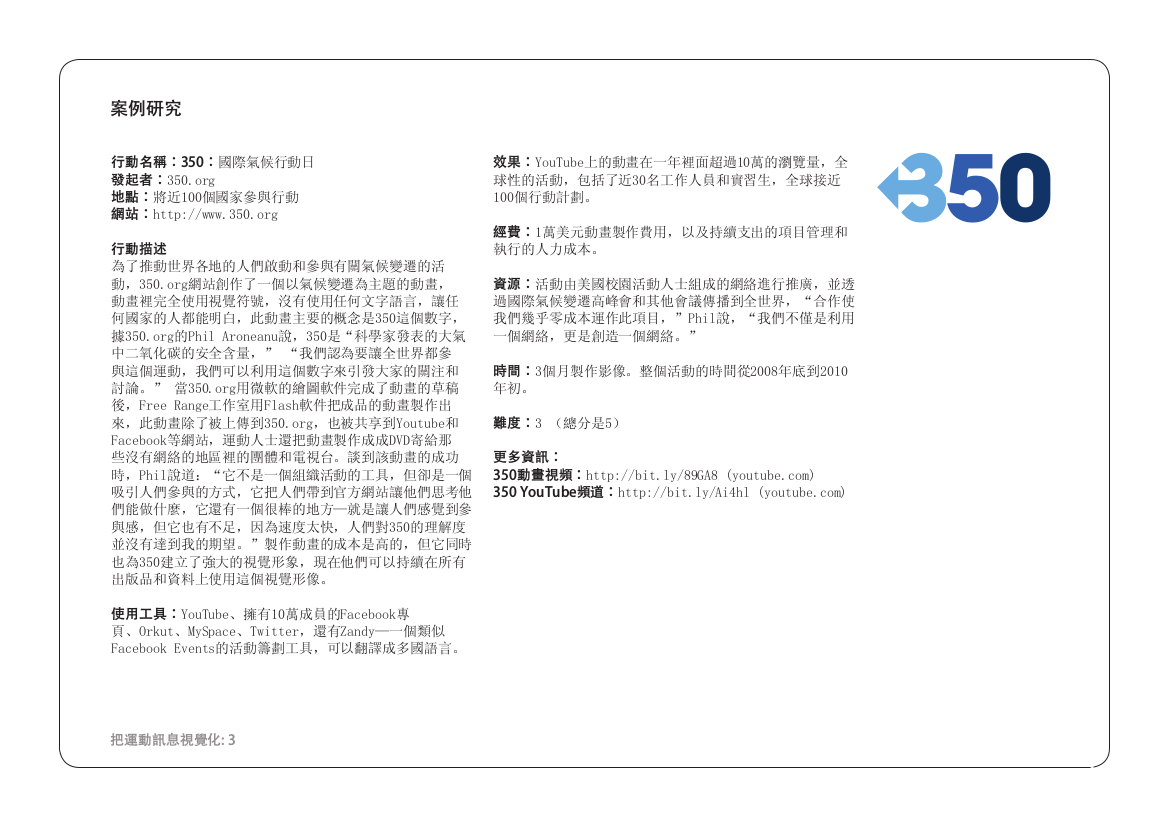 案例研究
行動名稱：350：國際氣候行動日
發起者：350.org
地點：將近100個國家參與行動
網站：http://www.350.org
行動描述
為了推動世界各地的人們啟動和參與有關氣候變遷的活
動，350.org網站創作了一個以氣候變遷為主題的動畫，
動畫裡完全使用視覺符號，沒有使用任何文字語言，讓任
何國家的人都能明白，此動畫主要的概念是350這個數字，
據350.org的Phil Aroneanu說，350是“科學家發表的大氣
中二氧化碳的安全含量，” “我們認為要讓全世界都參
與這個運動，我們可以利用這個數字來引發大家的關注和
討論。” 當350.org用微軟的繪圖軟件完成了動畫的草稿
後，Free Range工作室用Flash軟件把成品的動畫製作出
來，此動畫除了被上傳到350.org，也被共享到Youtube和
Facebook等網站，運動人士還把動畫製作成成DVD寄給那
些沒有網絡的地區裡的團體和電視台。談到該動畫的成功
時，Phil說道：“它不是一個組織活動的工具，但卻是一個
吸引人們參與的方式，它把人們帶到官方網站讓他們思考他
們能做什麼，它還有一個很棒的地方—就是讓人們感覺到參
與感，但它也有不足，因為速度太快，人們對350的理解度
並沒有達到我的期望。”製作動畫的成本是高的，但它同時
也為350建立了強大的視覺形象，現在他們可以持續在所有
出版品和資料上使用這個視覺形像。
使用工具：YouTube、擁有10萬成員的Facebook專
頁、Orkut、MySpace、Twitter，還有Zandy—一個類似
Facebook Events的活動籌劃工具，可以翻譯成多國語言。
效果：YouTube上的動畫在一年裡面超過10萬的瀏覽量，全
球性的活動，包括了近30名工作人員和實習生，全球接近
100個行動計劃。
經費：1萬美元動畫製作費用，以及持續支出的項目管理和
執行的人力成本。
資源：活動由美國校園活動人士組成的網絡進行推廣，並透
過國際氣候變遷高峰會和其他會議傳播到全世界，“合作使
我們幾乎零成本運作此項目，”Phil說，“我們不僅是利用
一個網絡，更是創造一個網絡。”
時間：3個月製作影像。整個活動的時間從2008年底到2010
年初。
難度：3 （總分是5）
更多資訊：
350動畫視頻：http://bit.ly/89GA8 (youtube.com)
350 YouTube頻道：http://bit.ly/Ai4hl (youtube.com)
350
把運動訊息視覺化: 3